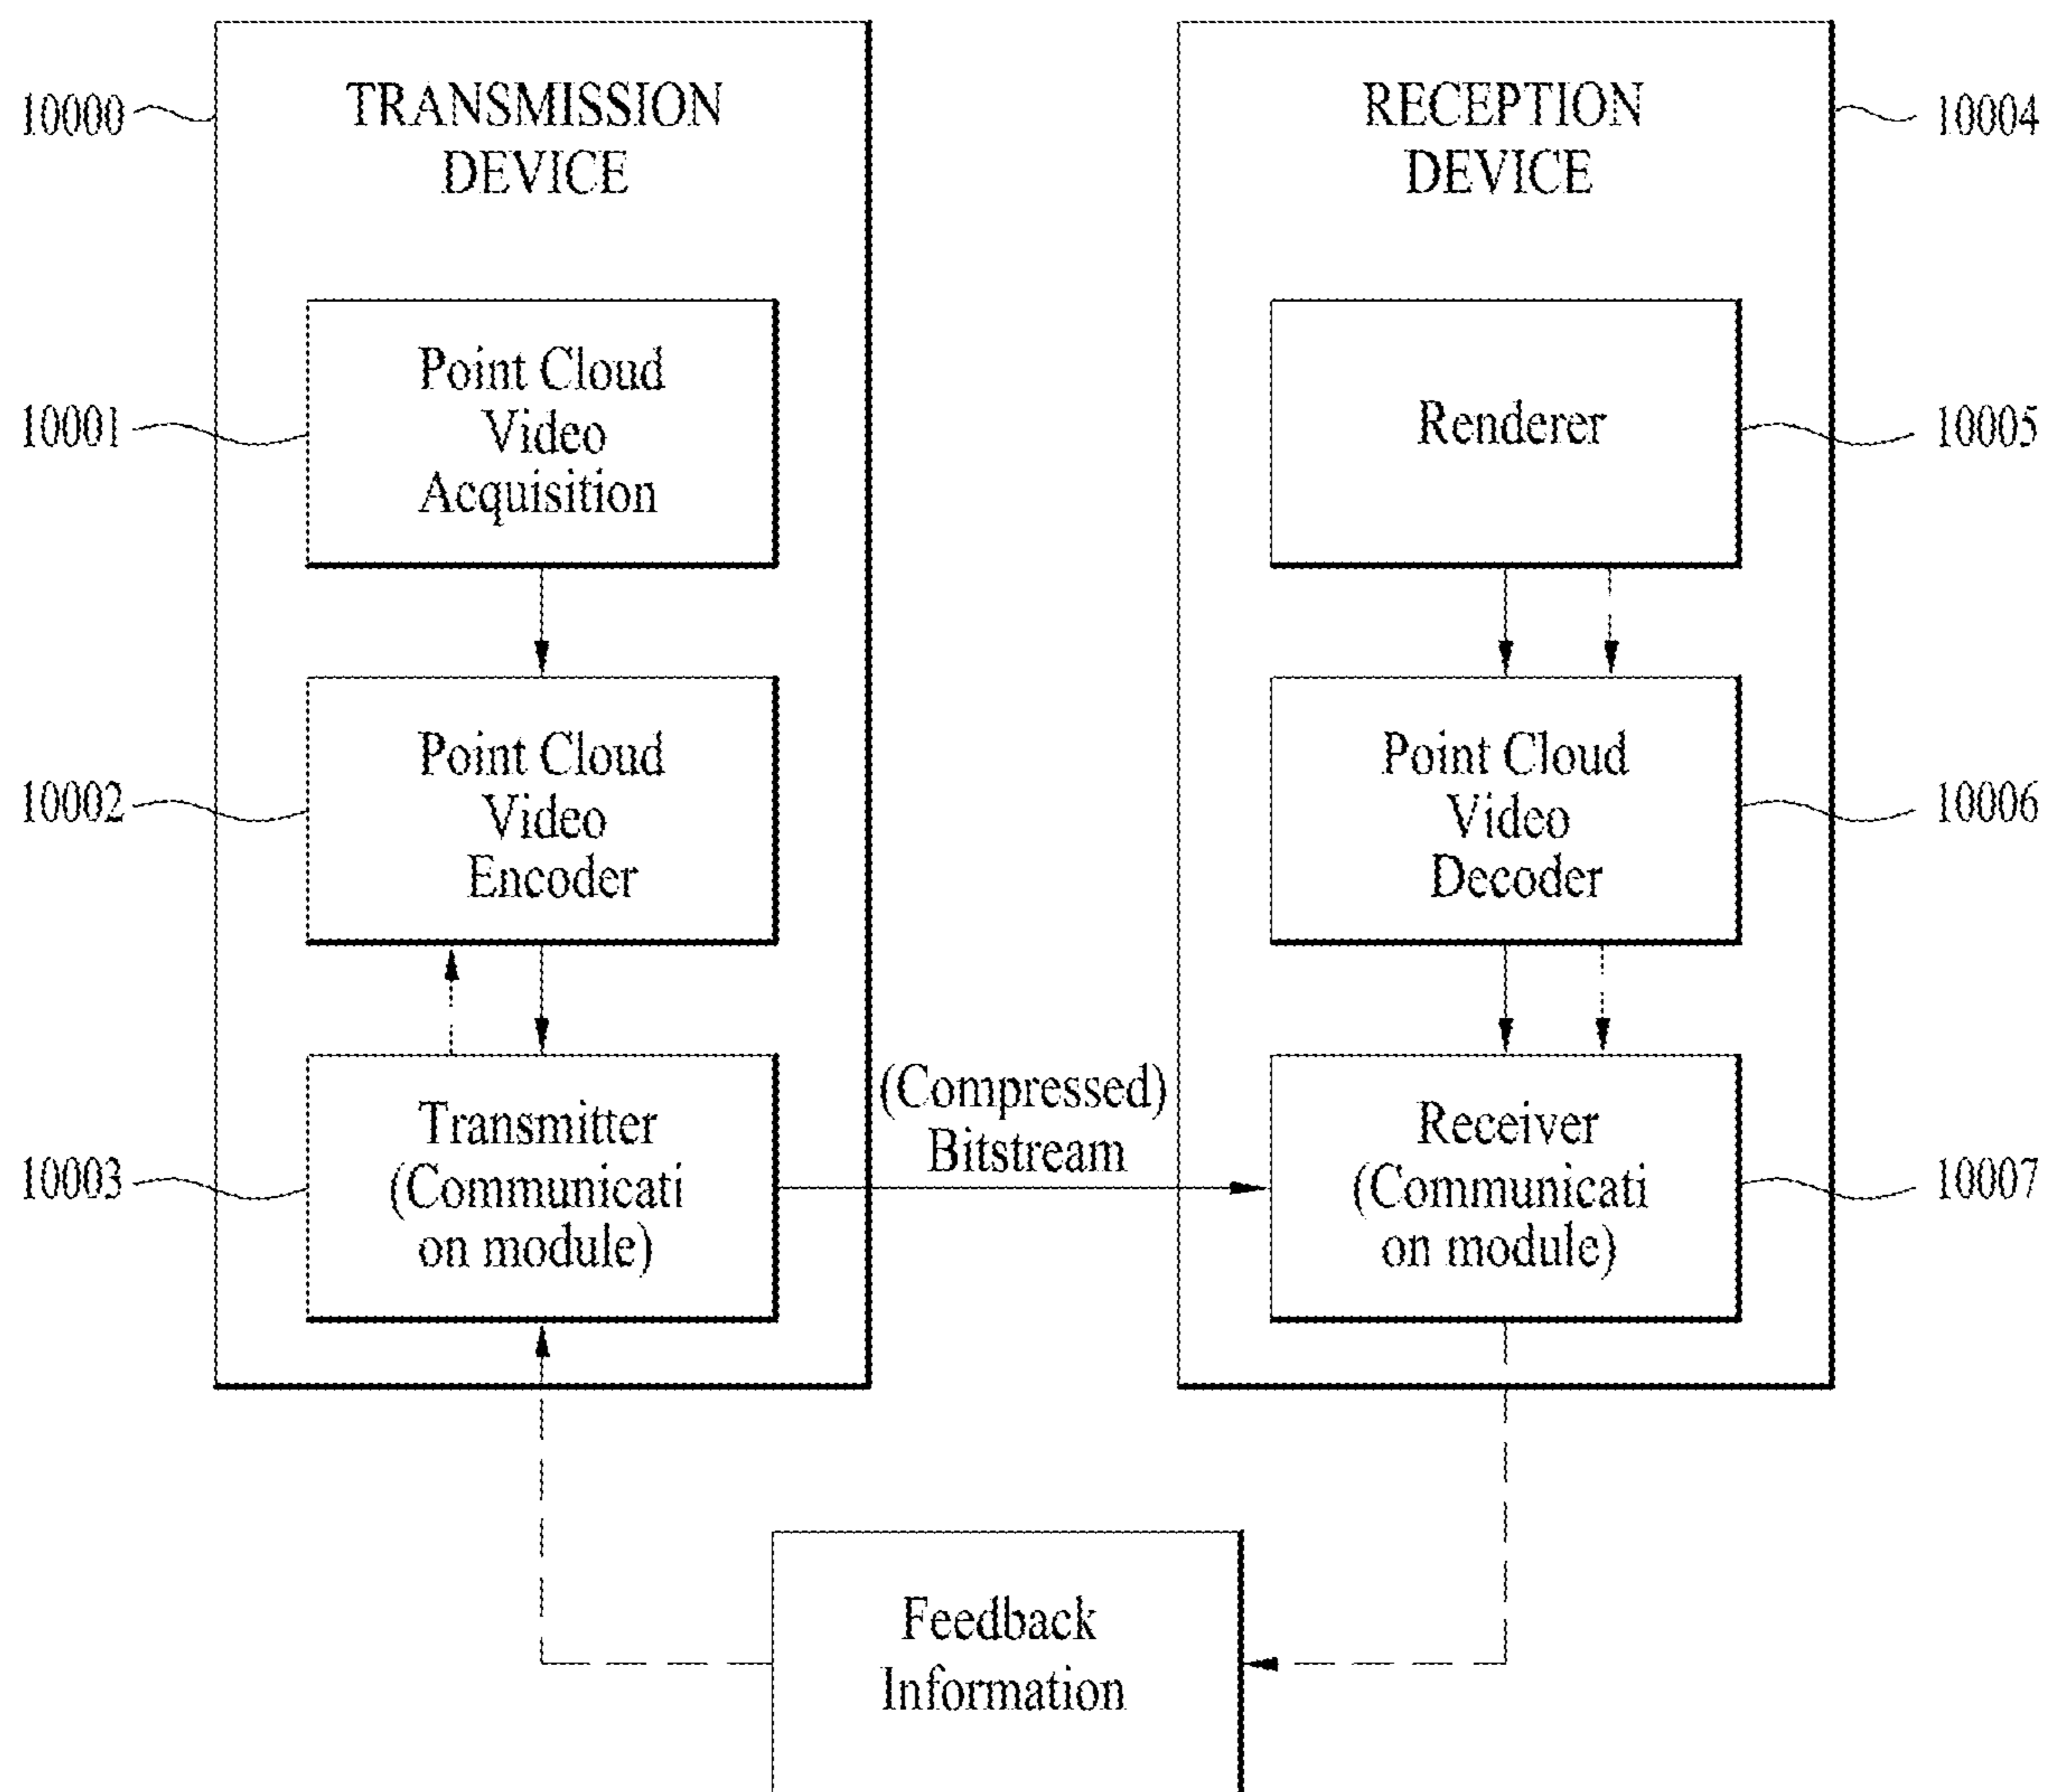 10000
TRANSMISSION
DEVICE
10001
Point Cloud
Video
Acquisition
10002
Point Cloud
Video
Encoder
10003
Transmitter
(Communicati
on module)
(Compressed)
Bitstream
RECEPTION
DEVICE
10004
Renderer
10005
Point Cloud
Video
Decoder
10006
Receiver
(Communicati
on module)
10007
Feedback
Information